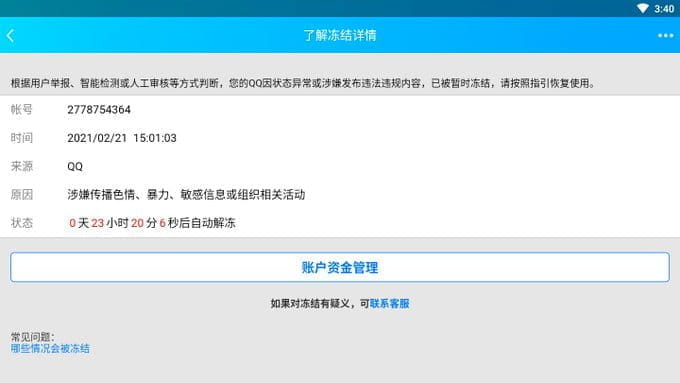 3:40
了解冻结详情
根据用户举报、智能检测或人工审核等方式判断，您的QQ因状态异常或涉嫌发布违法违规内容，已被暂时冻结，请按照指引恢复使用。
帐号 2778754364
时间 2021/02/21 15:01:03
来源 QQ
原因 涉嫌传播色情、暴力、敏感信息或组织相关活动
状态 0天23小时20分6秒后自动解冻
账户资金管理
如果对冻结有疑义，可联系客服
常见问题：
哪些情况会被冻结